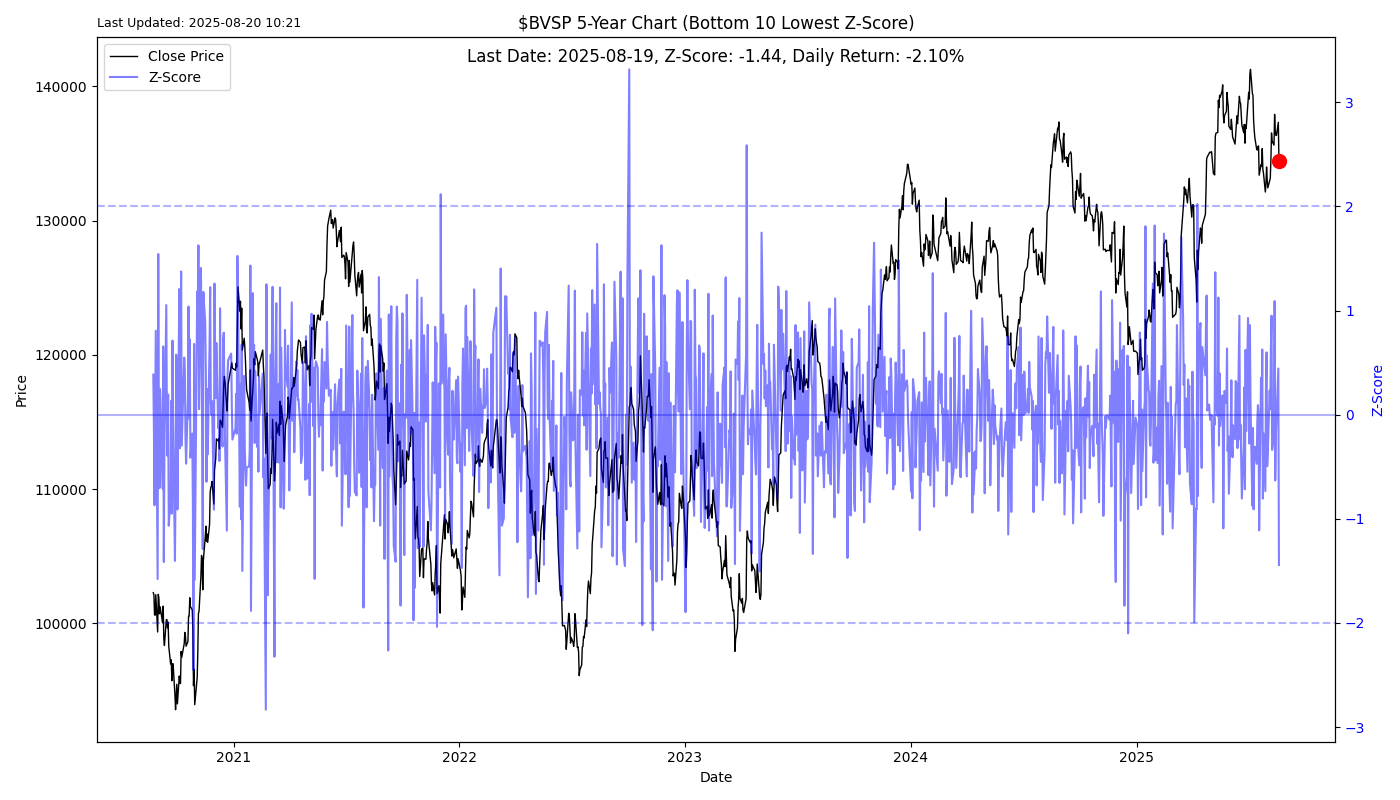 Last Updated: 2025-08-20 10:21
$BVSP 5-Year Chart (Bottom 10 Lowest Z-Score)
Last Date: 2025-08-19, Z-Score: -1.44, Daily Return: -2.10%
Close Price
Z-Score
140000
130000
120000
110000
100000
Price
3
2
1
0
−1
−2
−3
Z-Score
2021
2022
2023
2024
2025
Date